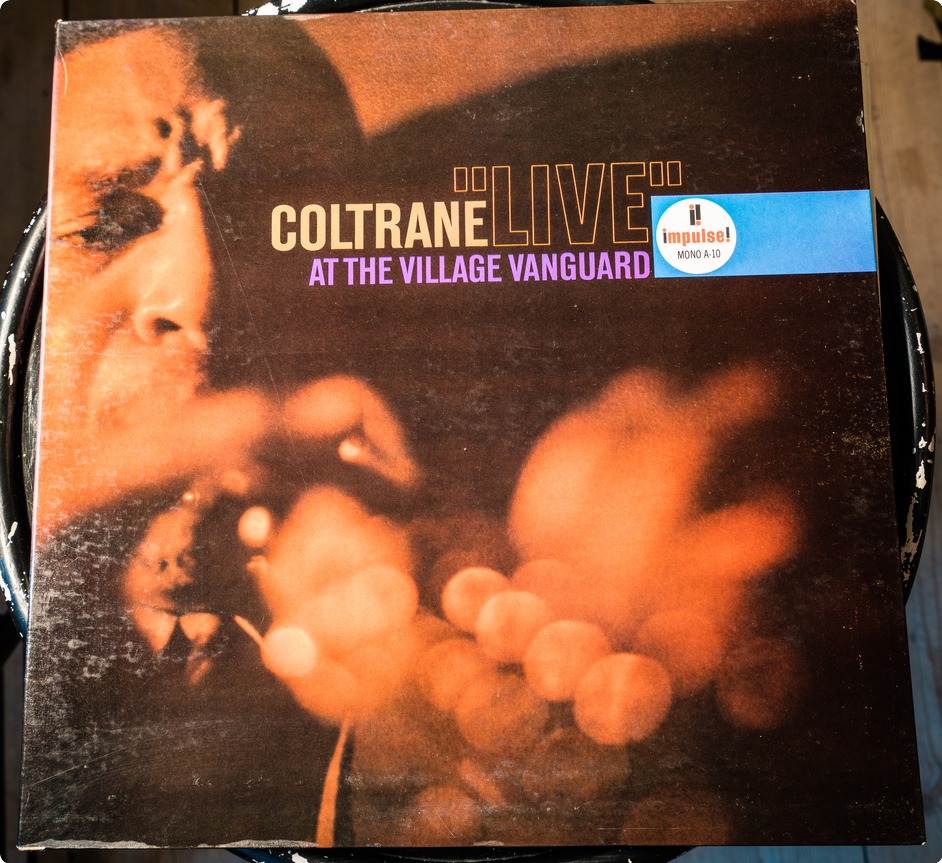 COLTRANE "LIVE"
AT THE VILLAGE VANGUARD
impulse!
MONO A-10